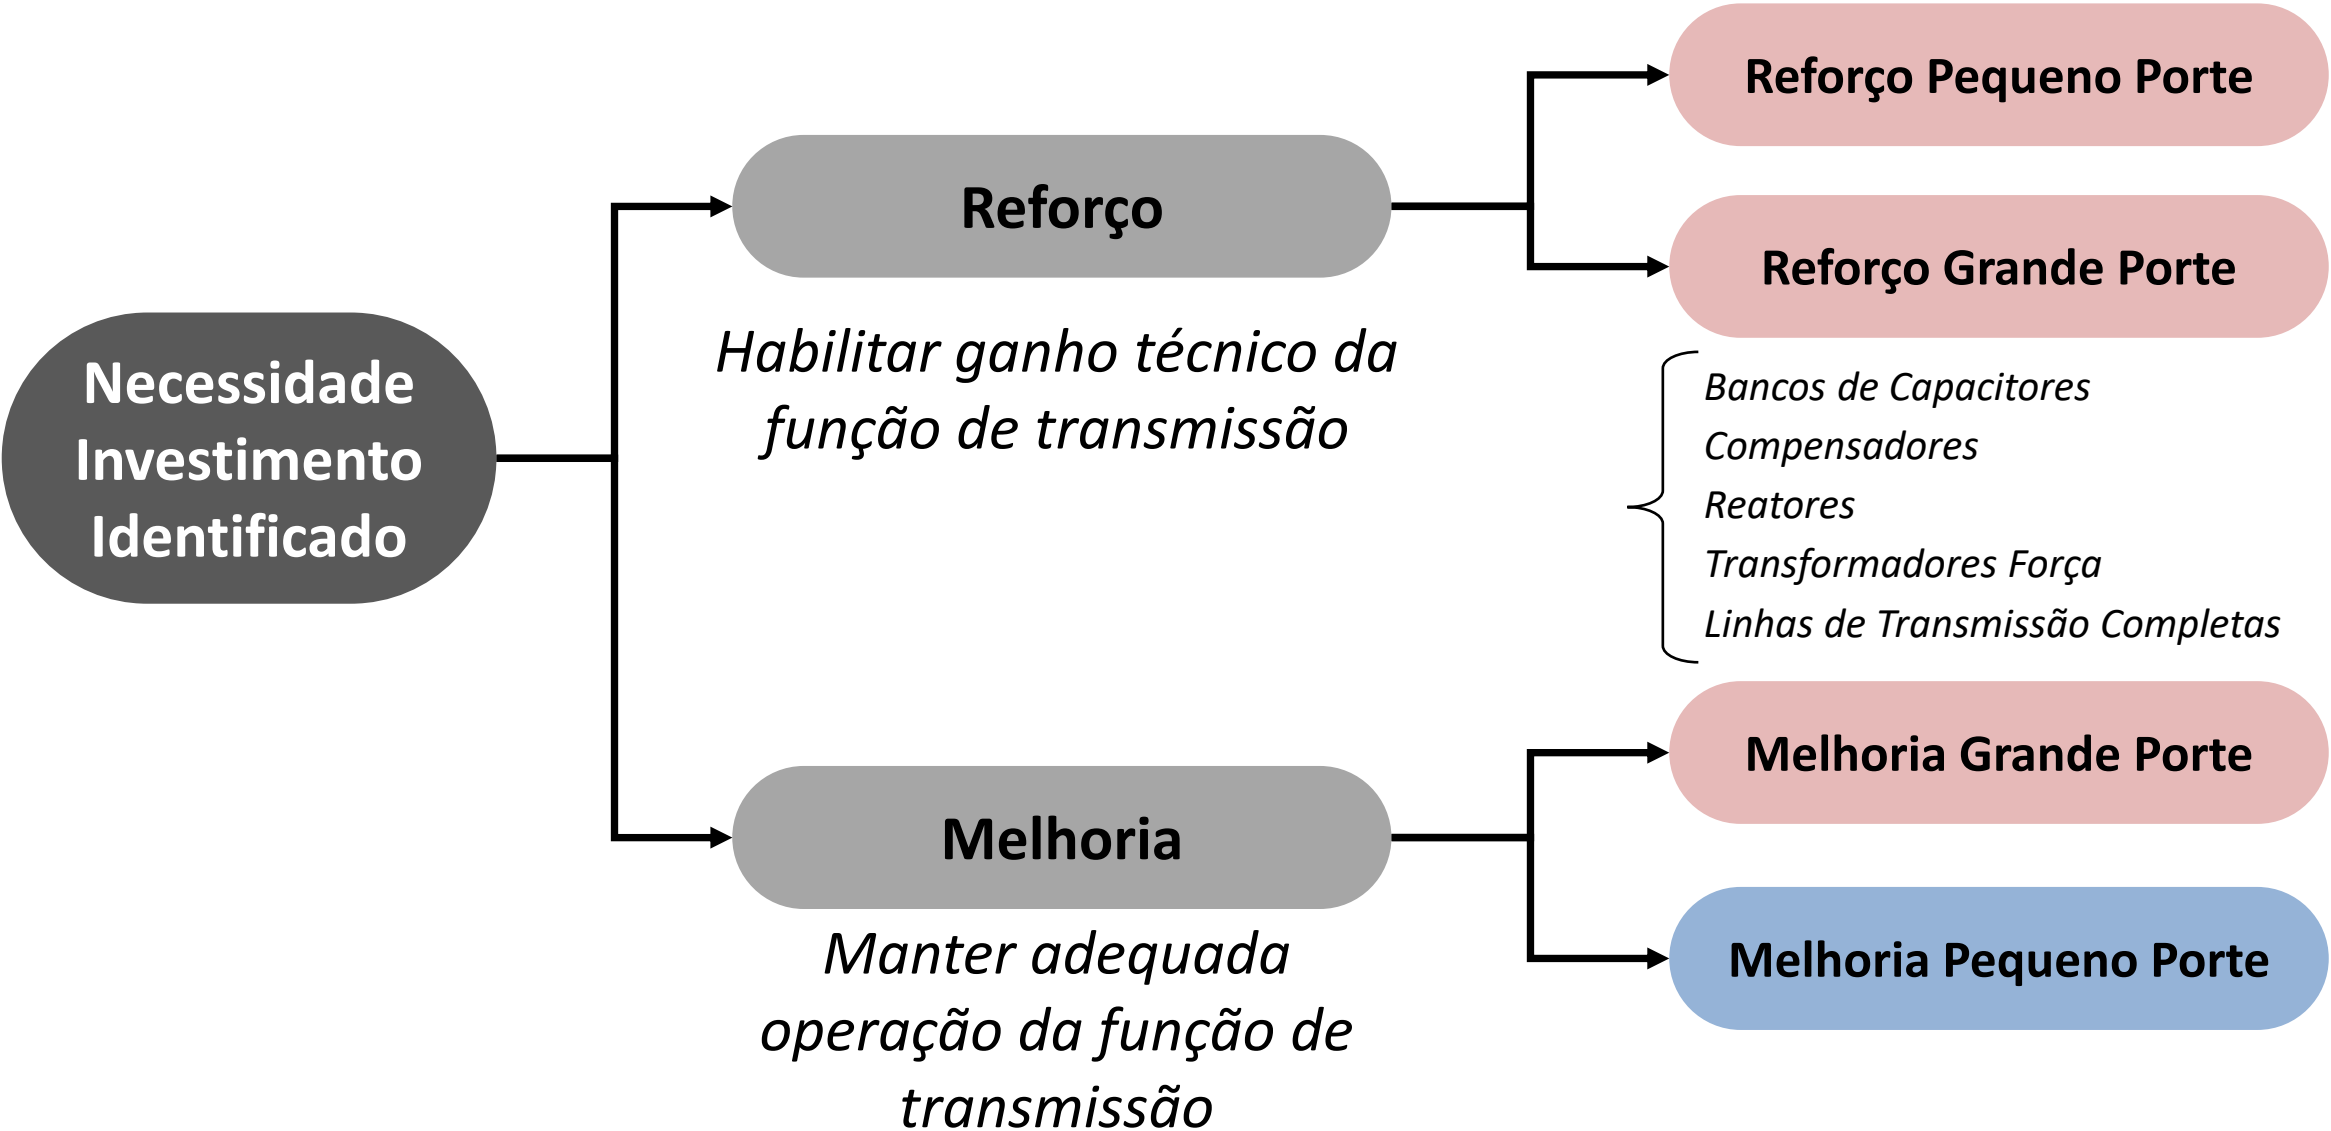 Necessidade
Investimento
Identificado
Reforço
Habilitar ganho técnico da
função de transmissão
Melhoria
Manter adequada
operação da função de
transmissão
Reforço Pequeno Porte
Reforço Grande Porte
Bancos de Capacitores
Compensadores
Reatores
Transformadores Força
Linhas de Transmissão Completas
Melhoria Grande Porte
Melhoria Pequeno Porte